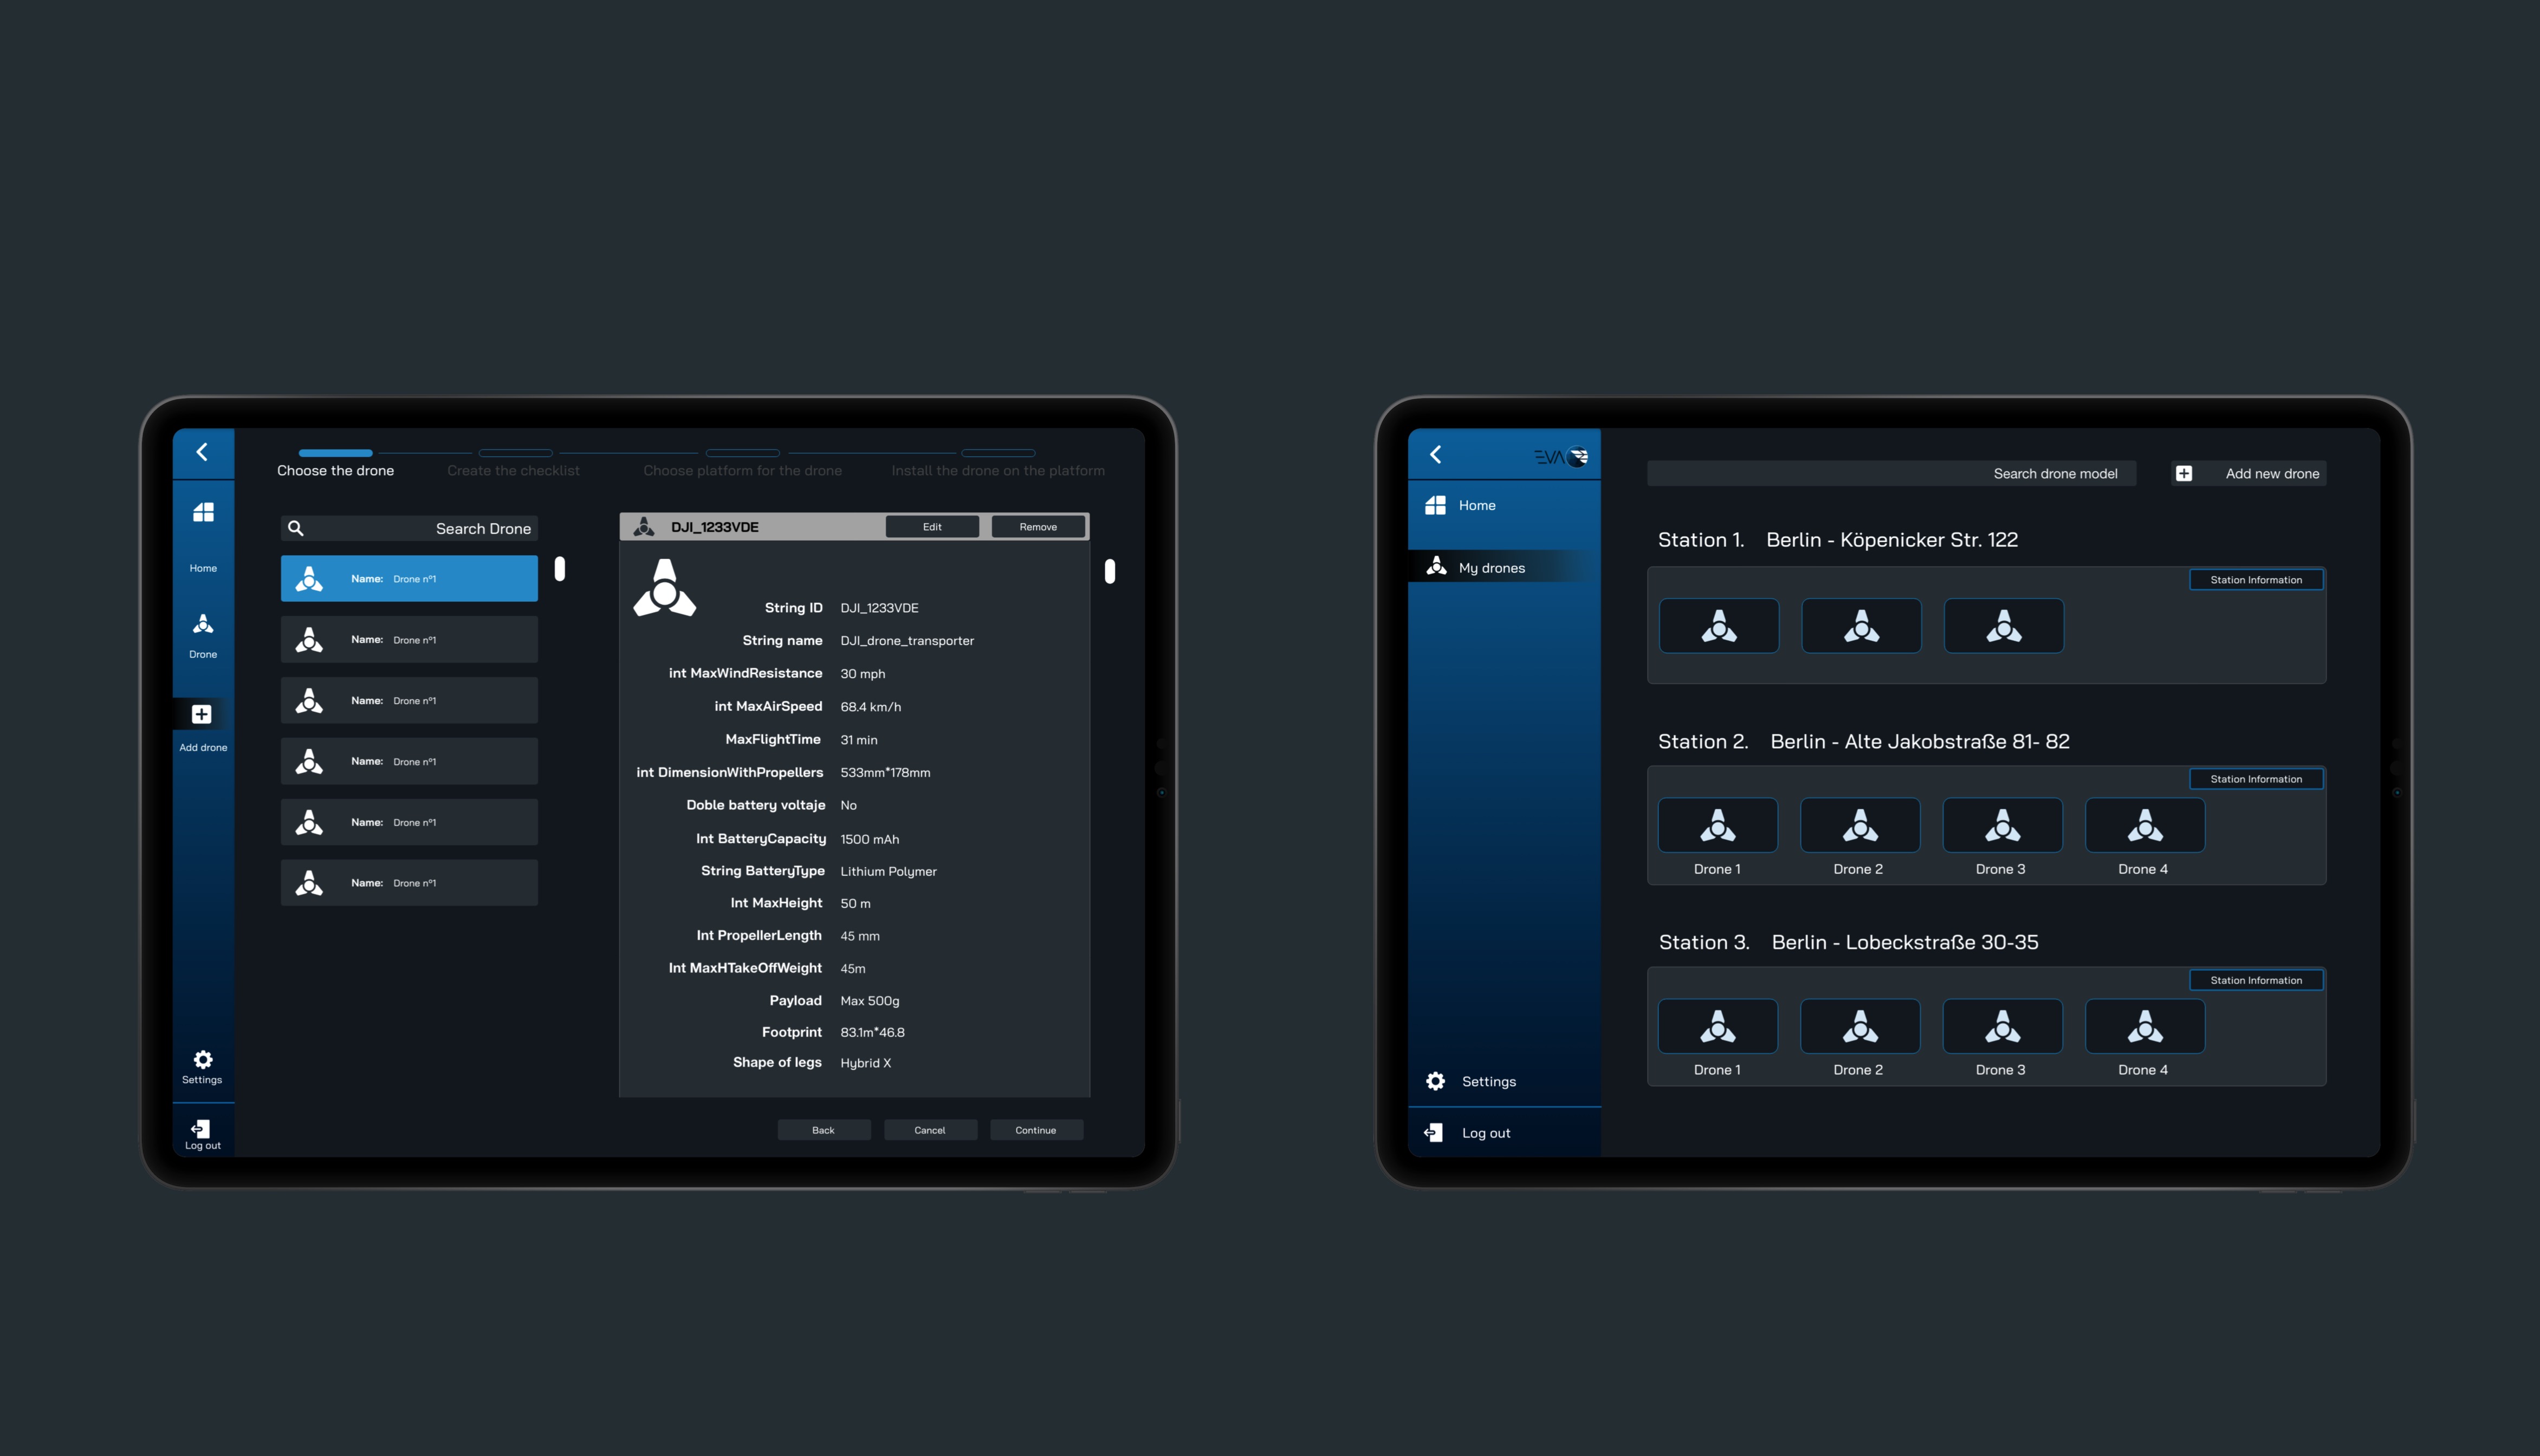 Choose the drone
Create the checklist
Choose platform for the drone
Install the drone on the platform
Home
Drone
Add drone
Settings
Log out
Search Drone
Name: Drone nº1
Name: Drone nº1
Name: Drone nº1
Name: Drone nº1
Name: Drone nº1
Name: Drone nº1
DJI_1233VDE
Edit
Remove
String ID DJI_1233VDE
String name DJI_drone_transporter
int MaxWindResistance 30 mph
int MaxAirSpeed 68.4 km/h
MaxFlightTime 31 min
int DimensionWithPropellers 533mm*178mm
Doble battery voltaje No
Int BatteryCapacity 1500 mAh
String BatteryType Lithium Polymer
Int MaxHeight 50 m
Int PropellerLength 45 mm
Int MaxHTakeOffWeight 45m
Payload Max 500g
Footprint 83.1m*46.8
Shape of legs Hybrid X
Back
Cancel
Continue
EVA
Home
My drones
Settings
Log out
Search drone model
Add new drone
Station 1. Berlin - Köpenicker Str. 122
Station Information
Station 2. Berlin - Alte Jakobstraße 81- 82
Station Information
Drone 1
Drone 2
Drone 3
Drone 4
Station 3. Berlin - Lobeckstraße 30-35
Station Information
Drone 1
Drone 2
Drone 3
Drone 4